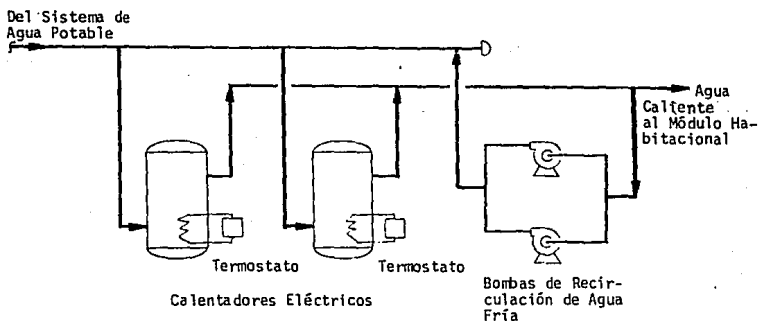 Del Sistema de
Agua Potable
Agua
Caliente
al Módulo Ha-
bitacional
Termostato
Termostato
Calentadores Eléctricos
Bombas de Recir-
culación de Agua
Fría